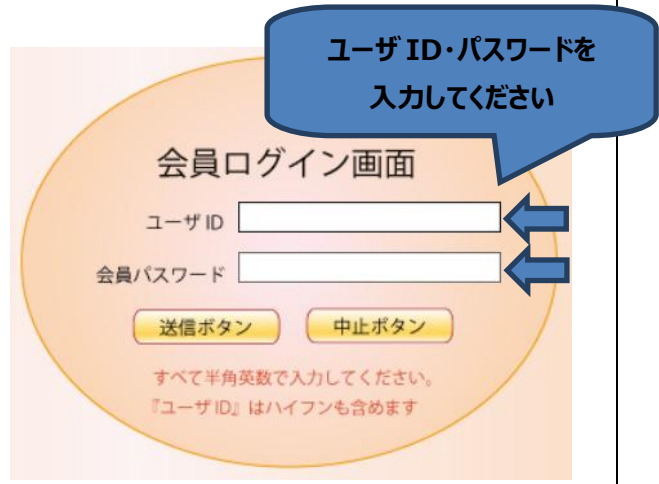 ユーザ ID・パスワードを
入力してください
会員ログイン画面
ユーザ ID
会員パスワード
送信ボタン 中止ボタン
すべて半角英数で入力してください。
『ユーザ ID』はハイフンも含めます